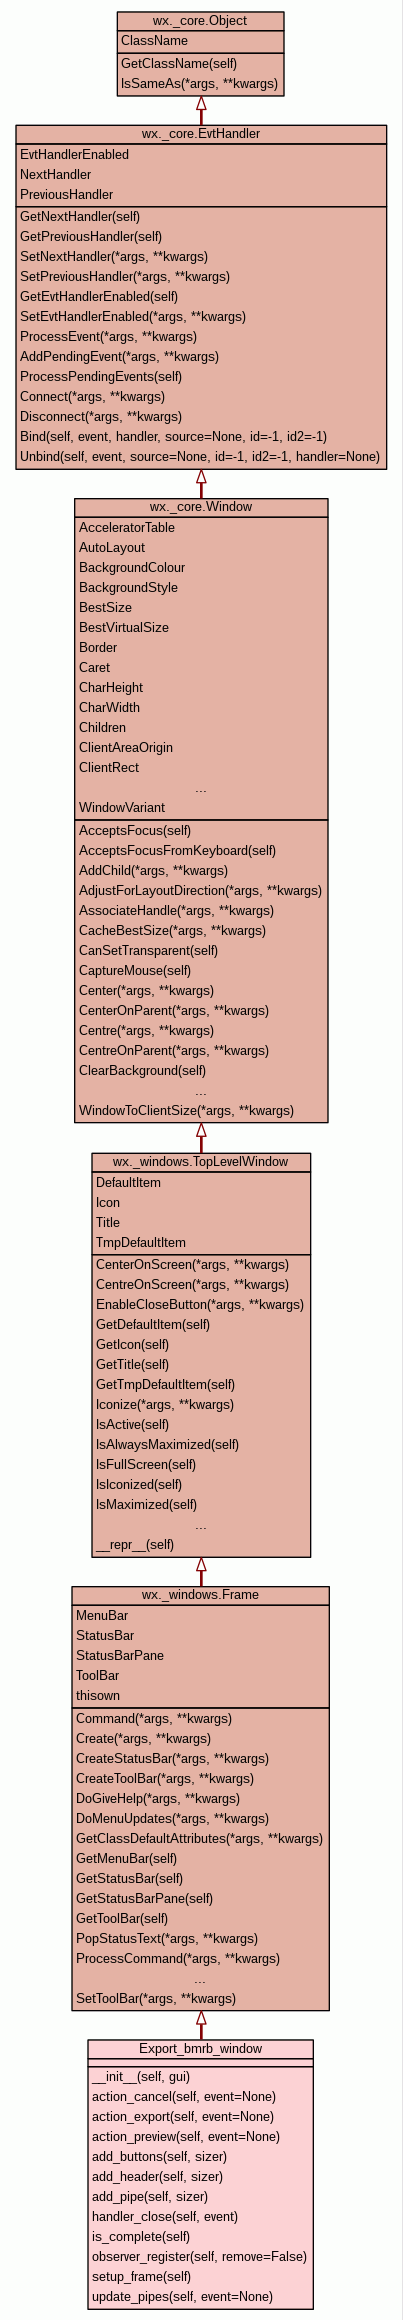 wx._core.Object
ClassName
GetClassName(self)
IsSameAs(*args, **kwargs)
wx._core.EvtHandler
EvtHandlerEnabled
NextHandler
PreviousHandler
GetNextHandler(self)
GetPreviousHandler(self)
SetNextHandler(*args, **kwargs)
SetPreviousHandler(*args, **kwargs)
GetEvtHandlerEnabled(self)
SetEvtHandlerEnabled(*args, **kwargs)
ProcessEvent(*args, **kwargs)
AddPendingEvent(*args, **kwargs)
ProcessPendingEvents(self)
Connect(*args, **kwargs)
Disconnect(*args, **kwargs)
Bind(self, event, handler, source=None, id=-1, id2=-1)
Unbind(self, event, source=None, id=-1, id2=-1, handler=None)
wx._core.Window
AcceleratorTable
AutoLayout
BackgroundColour
BackgroundStyle
BestSize
BestVirtualSize
Border
Caret
CharHeight
CharWidth
Children
ClientAreaOrigin
ClientRect
...
WindowVariant
AcceptsFocus(self)
AcceptsFocusFromKeyboard(self)
AddChild(*args, **kwargs)
AdjustForLayoutDirection(*args, **kwargs)
AssociateHandle(*args, **kwargs)
CacheBestSize(*args, **kwargs)
CanSetTransparent(self)
CaptureMouse(self)
Center(*args, **kwargs)
CenterOnParent(*args, **kwargs)
Centre(*args, **kwargs)
CentreOnParent(*args, **kwargs)
ClearBackground(self)
...
WindowToClientSize(*args, **kwargs)
wx._windows.TopLevelWindow
DefaultItem
Icon
Title
TmpDefaultItem
CenterOnScreen(*args, **kwargs)
CentreOnScreen(*args, **kwargs)
EnableCloseButton(*args, **kwargs)
GetDefaultItem(self)
GetIcon(self)
GetTitle(self)
GetTmpDefaultItem(self)
Iconize(*args, **kwargs)
IsActive(self)
IsAlwaysMaximized(self)
IsFullScreen(self)
IsIconized(self)
IsMaximized(self)
...
__repr__(self)
wx._windows.Frame
MenuBar
StatusBar
StatusBarPane
ToolBar
thisown
Command(*args, **kwargs)
Create(*args, **kwargs)
CreateStatusBar(*args, **kwargs)
CreateToolBar(*args, **kwargs)
DoGiveHelp(*args, **kwargs)
DoMenuUpdates(*args, **kwargs)
GetClassDefaultAttributes(*args, **kwargs)
GetMenuBar(self)
GetStatusBar(self)
GetStatusBarPane(self)
GetToolBar(self)
PopStatusText(*args, **kwargs)
ProcessCommand(*args, **kwargs)
...
SetToolBar(*args, **kwargs)
Export_bmrb_window
__init__(self, gui)
action_cancel(self, event=None)
action_export(self, event=None)
action_preview(self, event=None)
add_buttons(self, sizer)
add_header(self, sizer)
add_pipe(self, sizer)
handler_close(self, event)
is_complete(self)
observer_register(self, remove=False)
setup_frame(self)
update_pipes(self, event=None)